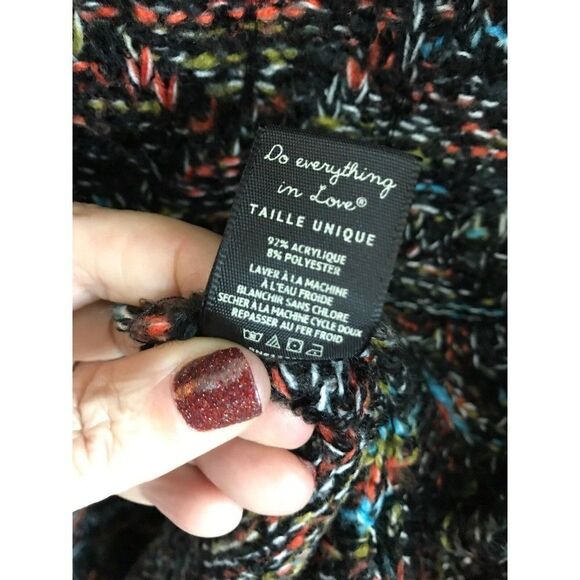 Do everything
in Love®
TAILLE UNIQUE
92% ACRYLIQUE
8% POLYESTER
LAVER À LA MACHINE
À L'EAU FROIDE
BLANCHIR SANS CHLORE
SECHER À LA MACHINE CYCLE DOUX
REPASSER AU FER FROID